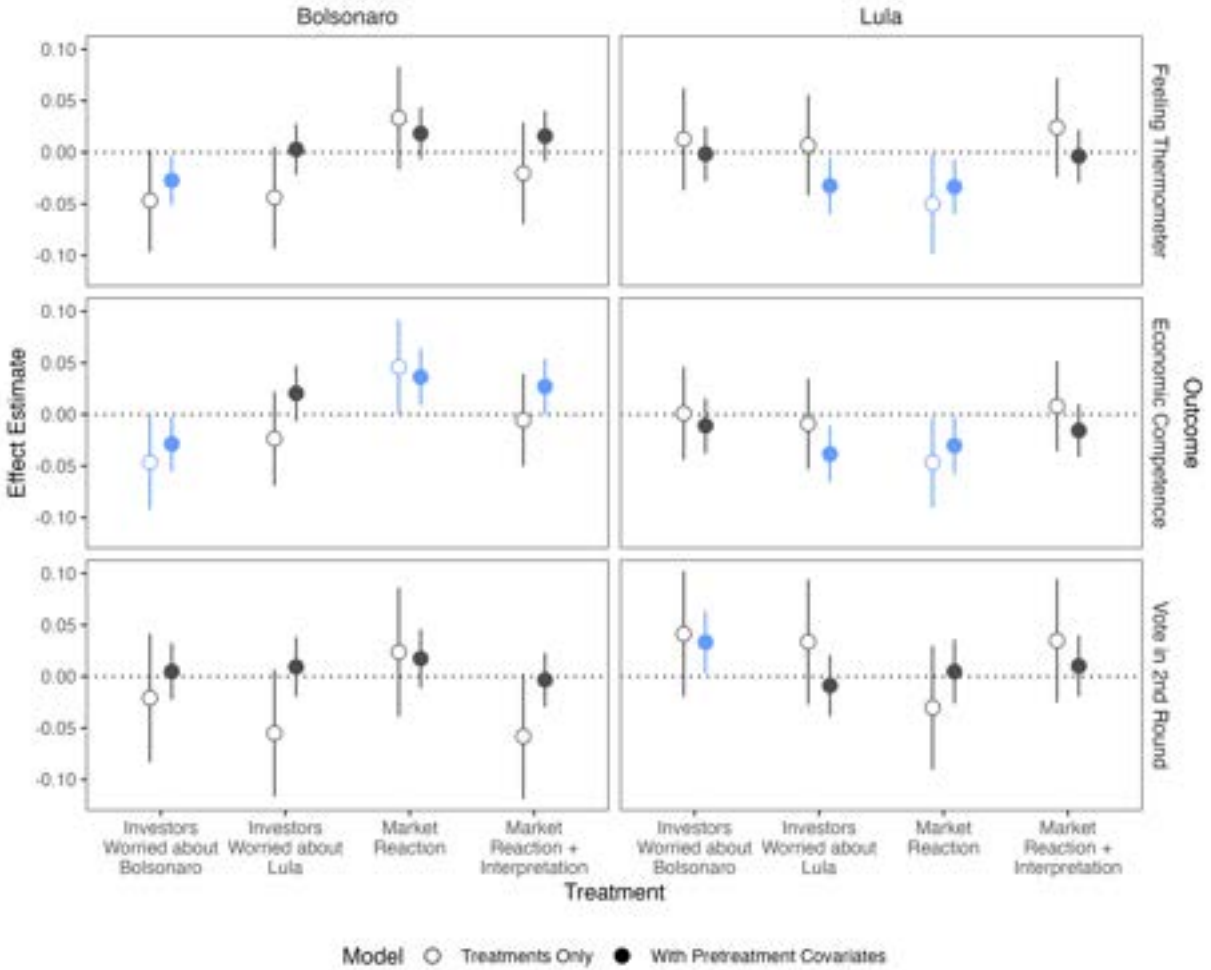 Bolsonaro
Lula
0.10
0.05
0.00
-0.05
-0.10
Feeling Thermometer
0.10
0.05
0.00
-0.05
-0.10
Economic Competence
0.10
0.05
0.00
-0.05
-0.10
Vote in 2nd Round
Effect Estimate
Outcome
Investors Worried about Bolsonaro
Investors Worried about Lula
Market Reaction
Market Reaction + Interpretation
Investors Worried about Bolsonaro
Investors Worried about Lula
Market Reaction
Market Reaction + Interpretation
Treatment
Model Treatments Only With Pretreatment Covariates